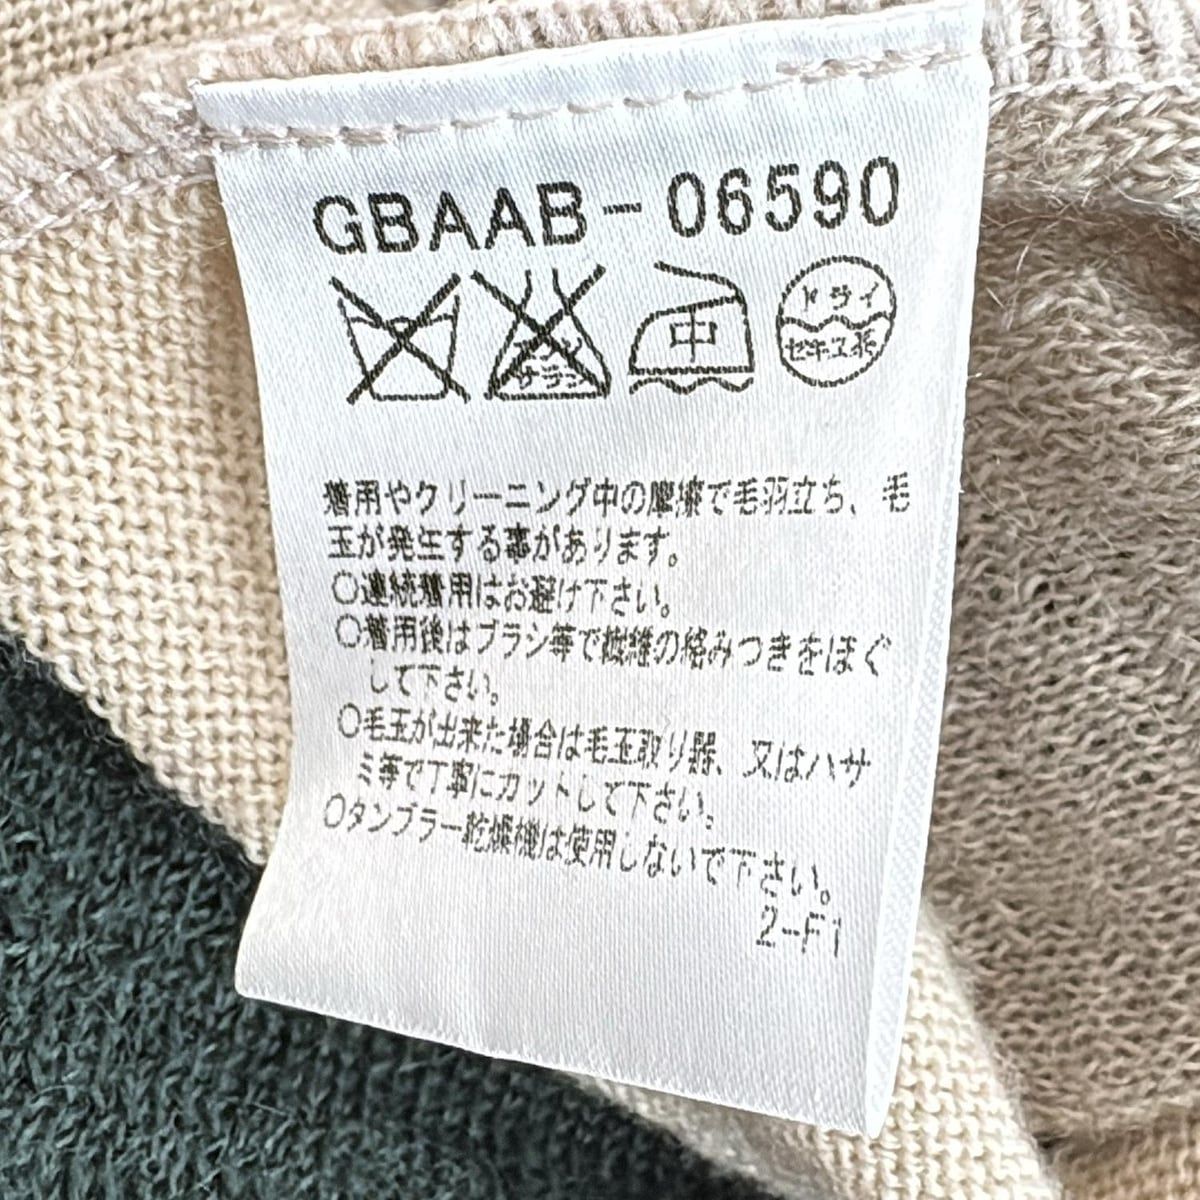 GBAAB-06590
エンソ
サラシ
中
ドライ
セキユ系
着用やクリーニング中の摩擦で毛羽立ち、毛
玉が発生する事があります。
○連続着用はお避け下さい。
○着用後はブラシ等で繊維の絡みつきをほぐ
して下さい。
○毛玉が出来た場合は毛玉取り器、又はハサ
ミ等で丁寧にカットして下さい。
○タンブラー乾燥機は使用しないで下さい。
2-F1